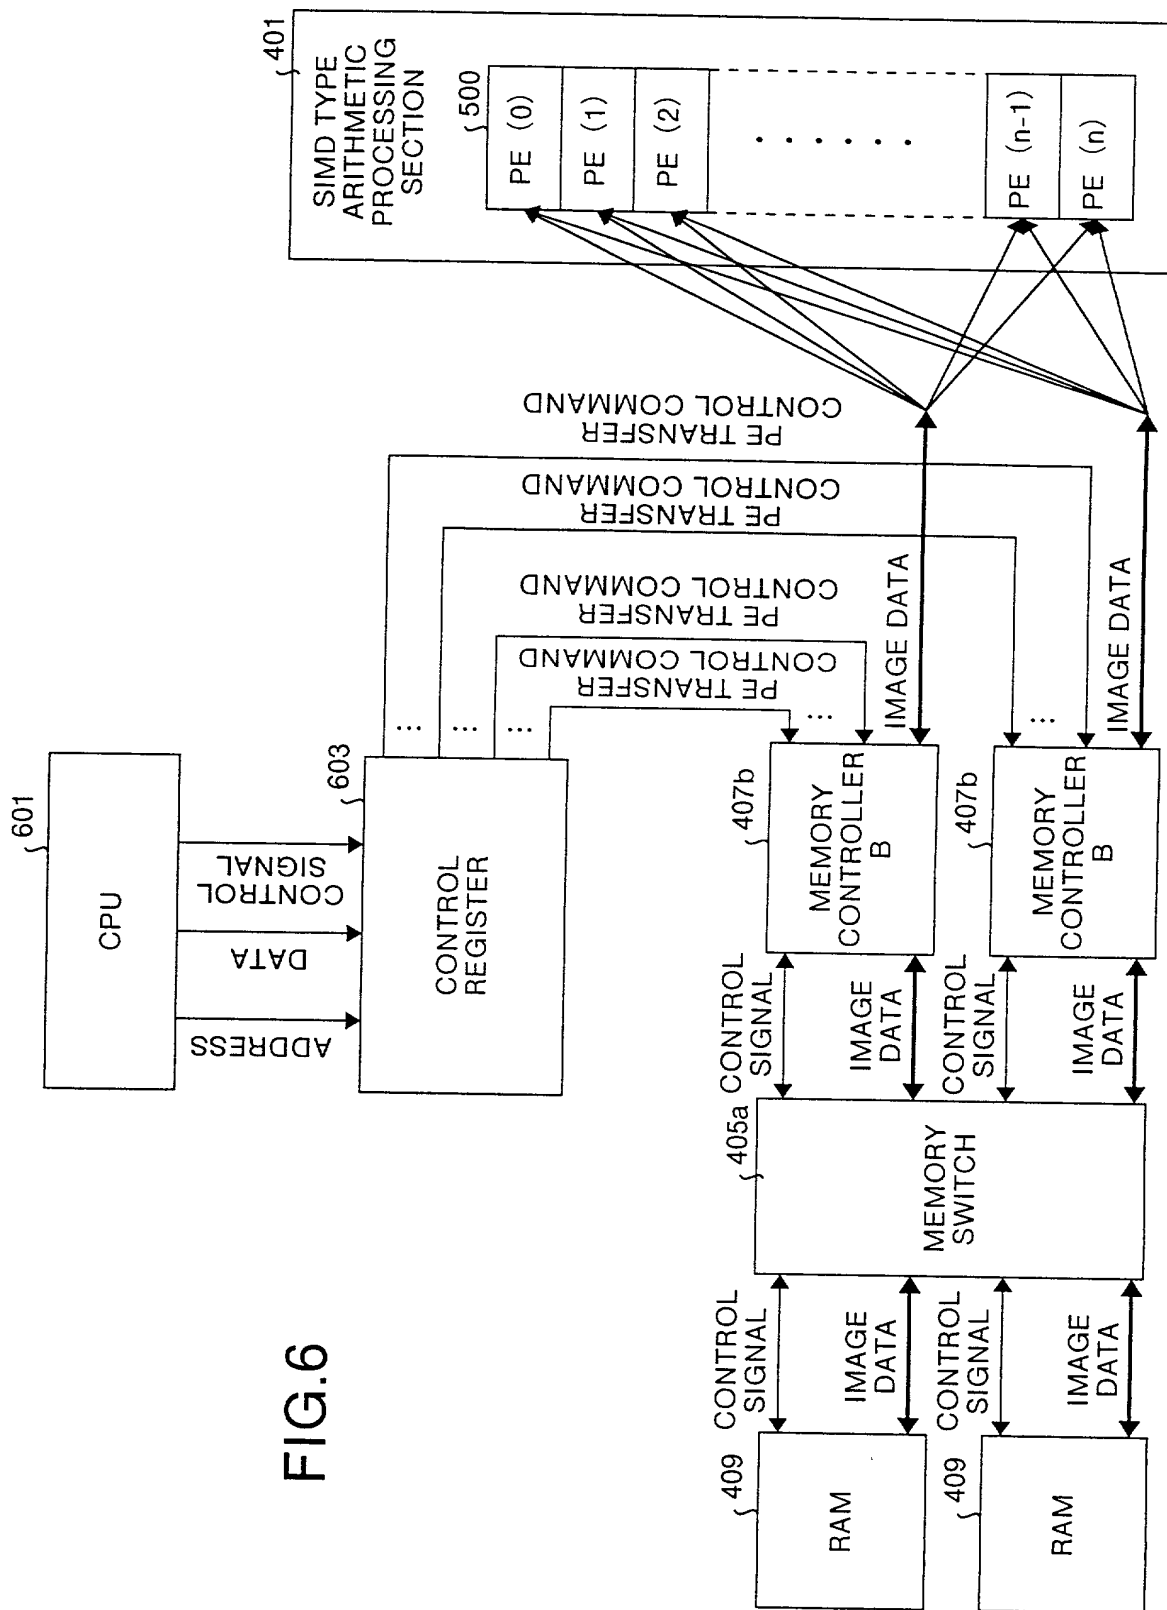 FIG.6
601
CPU
ADDRESS
DATA
CONTROL
SIGNAL
603
CONTROL
REGISTER
...
...
...
PE TRANSFER
CONTROL COMMAND
PE TRANSFER
CONTROL COMMAND
PE TRANSFER
CONTROL COMMAND
PE TRANSFER
CONTROL COMMAND
401
SIMD TYPE
ARITHMETIC
PROCESSING
SECTION
500
PE (0)
PE (1)
PE (2)
......
PE (n-1)
PE (n)
409
RAM
CONTROL
SIGNAL
IMAGE
DATA
409
RAM
CONTROL
SIGNAL
IMAGE
DATA
405a
MEMORY
SWITCH
CONTROL
SIGNAL
IMAGE
DATA
CONTROL
SIGNAL
IMAGE
DATA
407b
MEMORY
CONTROLLER
B
...
IMAGE DATA
407b
MEMORY
CONTROLLER
B
...
IMAGE DATA